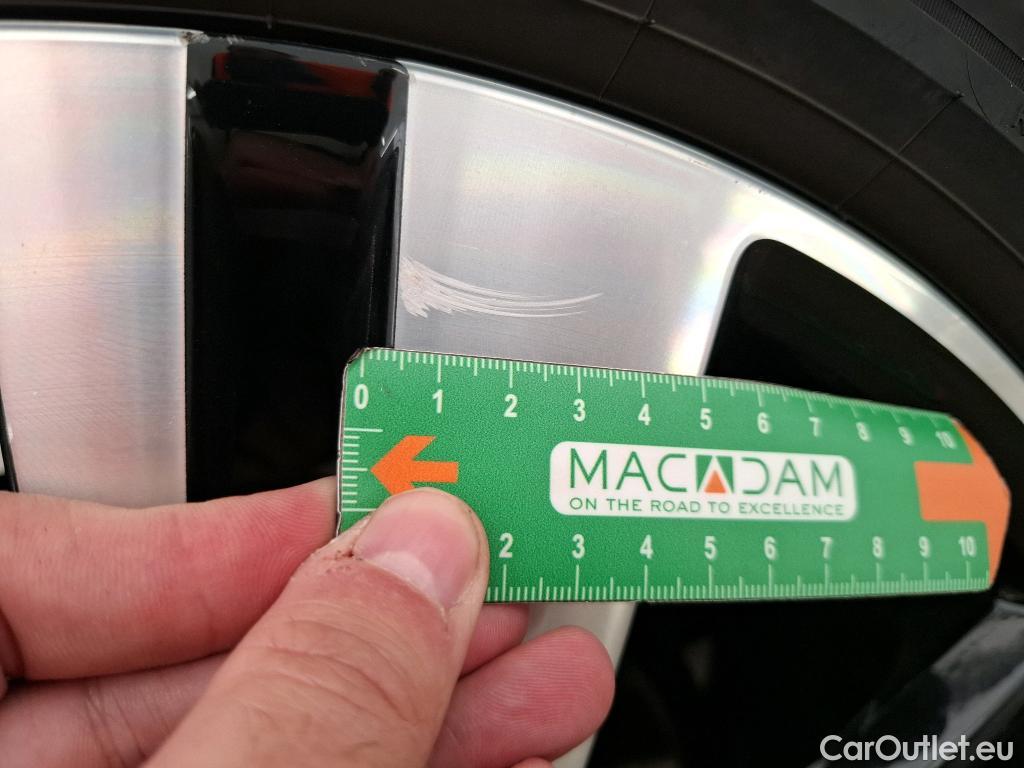 0 1 2 3 4 5 6 7 8 9 10
MACADAM
ON THE ROAD TO EXCELLENCE
2 3 4 5 6 7 8 9 10
CarOutlet.eu